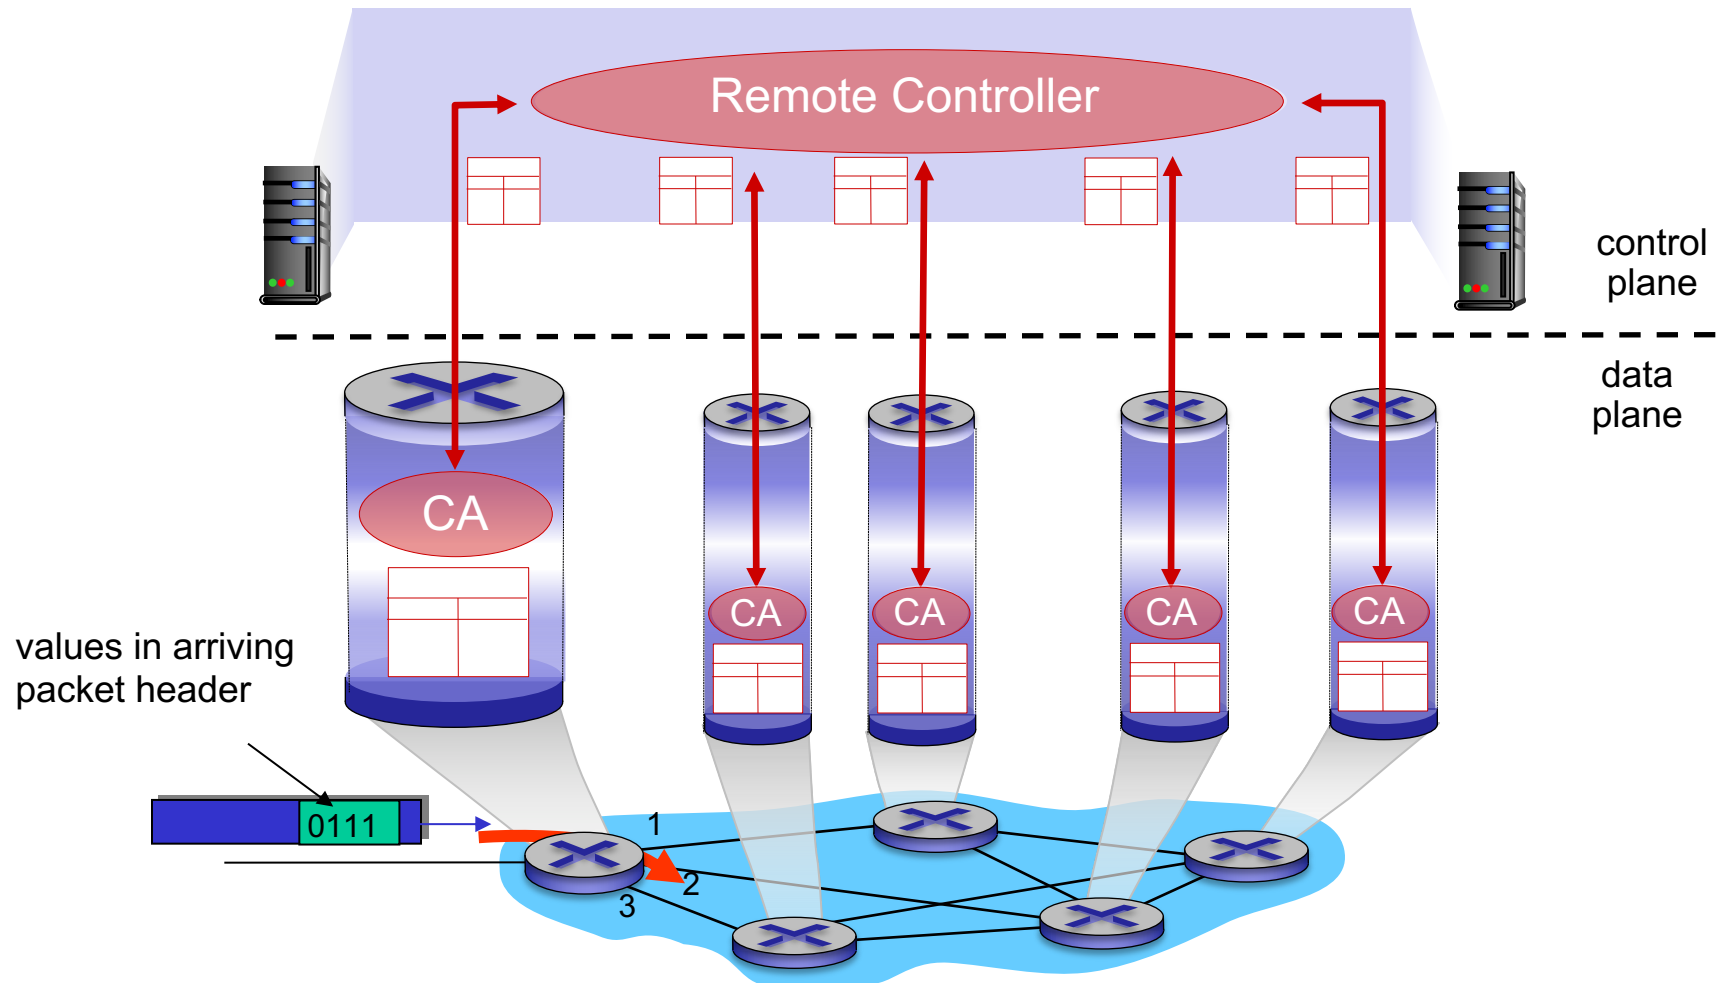 Remote Controller
control
plane
data
plane
CA
CA
CA
CA
CA
values in arriving
packet header
0111
1
2
3